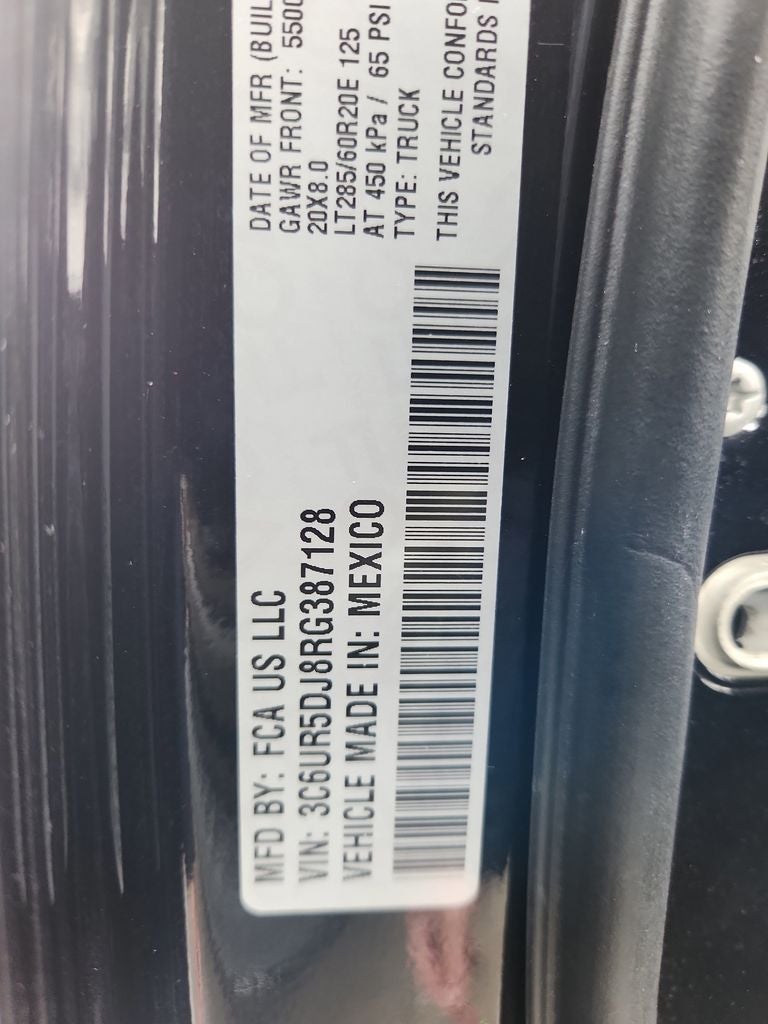 MFD BY: FCA US LLC
VIN: 3C6UR5DJ8RG387128
VEHICLE MADE IN: MEXICO
DATE OF MFR (BUIL
GAWR FRONT: 5500
20X8.0
LT285/60R20E 125
AT 450 kPa / 65 PSI
TYPE: TRUCK
THIS VEHICLE CONFO
STANDARDS